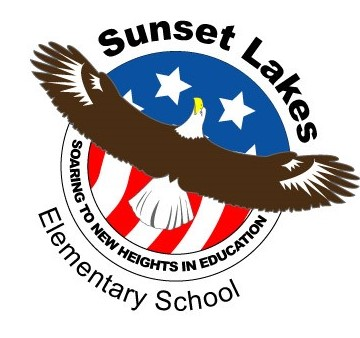 Sunset Lakes
SOARING TO NEW HEIGHTS IN EDUCATION
Elementary School